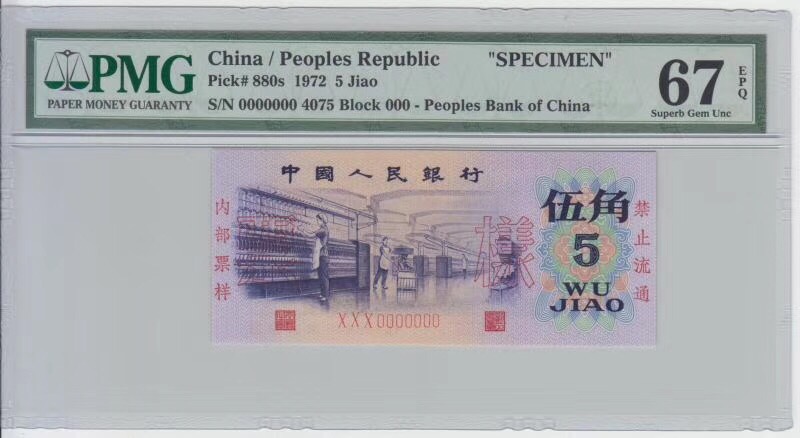 PMG
PAPER MONEY GUARANTY
China / Peoples Republic "SPECIMEN"
Pick# 880s 1972 5 Jiao
S/N 0000000 4075 Block 000 - Peoples Bank of China
67 EPQ
Superb Gem Unc
中國人民銀行
内部票样
樣
禁止流通
伍角
5
WU
JIAO
XXX0000000